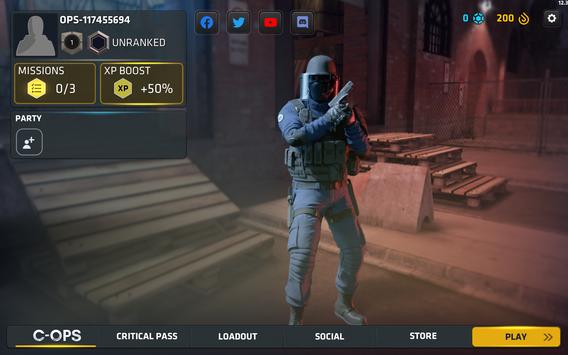 OPS-117455694
1
UNRANKED
MISSIONS
0/3
XP BOOST
XP
+50%
PARTY
0
200
12.3
C-OPS
CRITICAL PASS
LOADOUT
SOCIAL
STORE
PLAY